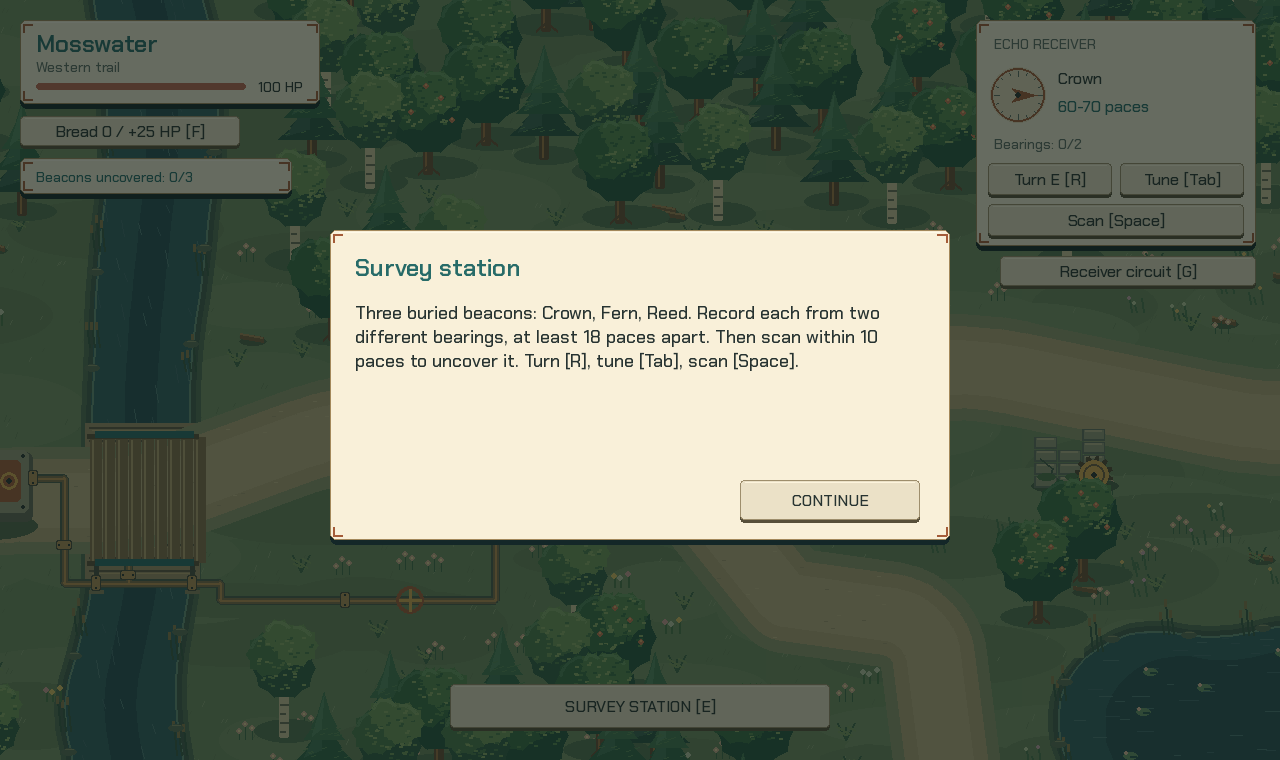 Mosswater
Western trail
100 HP
Bread 0 / +25 HP [F]
Beacons uncovered: 0/3
ECHO RECEIVER
Crown
60-70 paces
Bearings: 0/2
Turn E [R]
Tune [Tab]
Scan [Space]
Receiver circuit [G]
Survey station
Three buried beacons: Crown, Fern, Reed. Record each from two
different bearings, at least 18 paces apart. Then scan within 10
paces to uncover it. Turn [R], tune [Tab], scan [Space].
CONTINUE
SURVEY STATION [E]